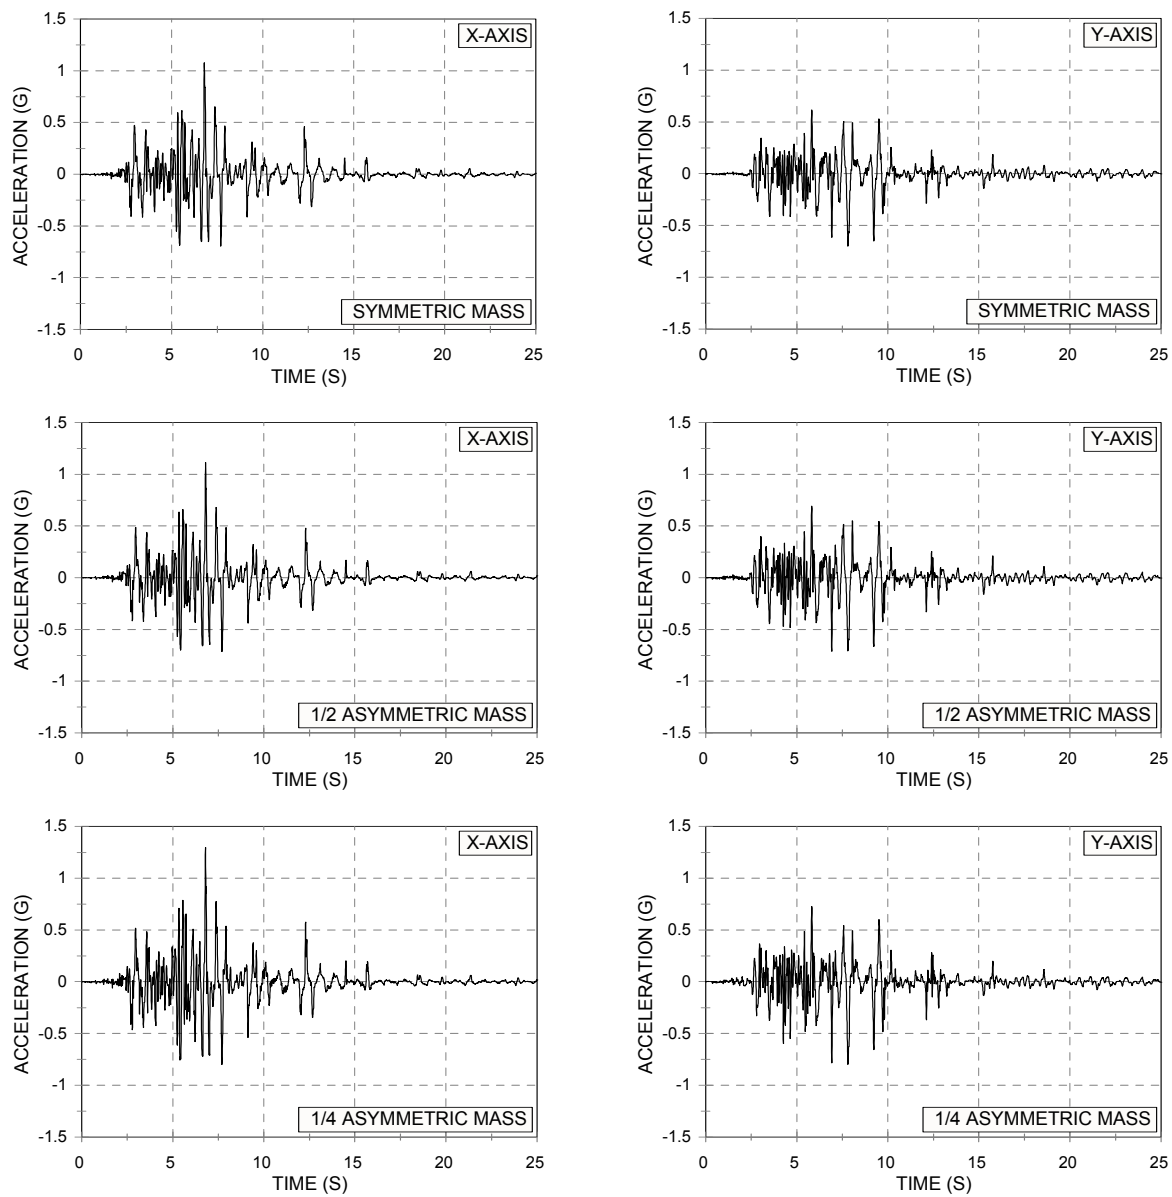 1.5
X-AXIS
1
0.5
0
-0.5
-1
SYMMETRIC MASS
-1.5
0 5 10 15 20 25
TIME (S)
ACCELERATION (G)
1.5
Y-AXIS
1
0.5
0
-0.5
-1
SYMMETRIC MASS
-1.5
0 5 10 15 20 25
TIME (S)
ACCELERATION (G)
1.5
X-AXIS
1
0.5
0
-0.5
-1
1/2 ASYMMETRIC MASS
-1.5
0 5 10 15 20 25
TIME (S)
ACCELERATION (G)
1.5
Y-AXIS
1
0.5
0
-0.5
-1
1/2 ASYMMETRIC MASS
-1.5
0 5 10 15 20 25
TIME (S)
ACCELERATION (G)
1.5
X-AXIS
1
0.5
0
-0.5
-1
1/4 ASYMMETRIC MASS
-1.5
0 5 10 15 20 25
TIME (S)
ACCELERATION (G)
1.5
Y-AXIS
1
0.5
0
-0.5
-1
1/4 ASYMMETRIC MASS
-1.5
0 5 10 15 20 25
TIME (S)
ACCELERATION (G)